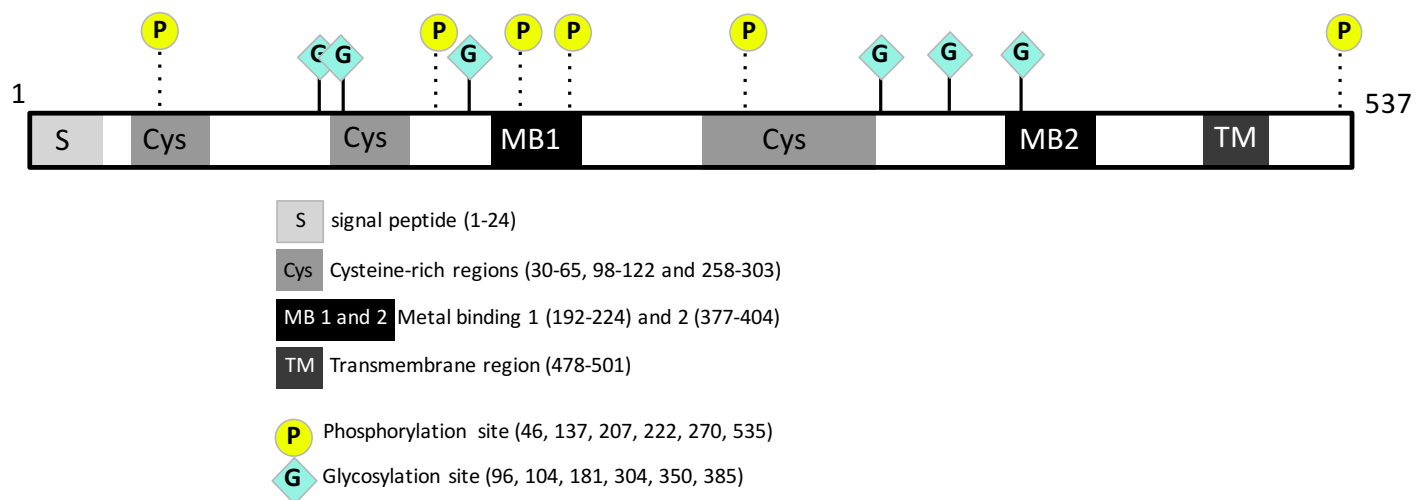 P P P P P P
G G G G G G
1 537
S Cys Cys MB1 Cys MB2 TM
S signal peptide (1-24)
Cys Cysteine-rich regions (30-65, 98-122 and 258-303)
MB 1 and 2 Metal binding 1 (192-224) and 2 (377-404)
TM Transmembrane region (478-501)
P Phosphorylation site (46, 137, 207, 222, 270, 535)
G Glycosylation site (96, 104, 181, 304, 350, 385)